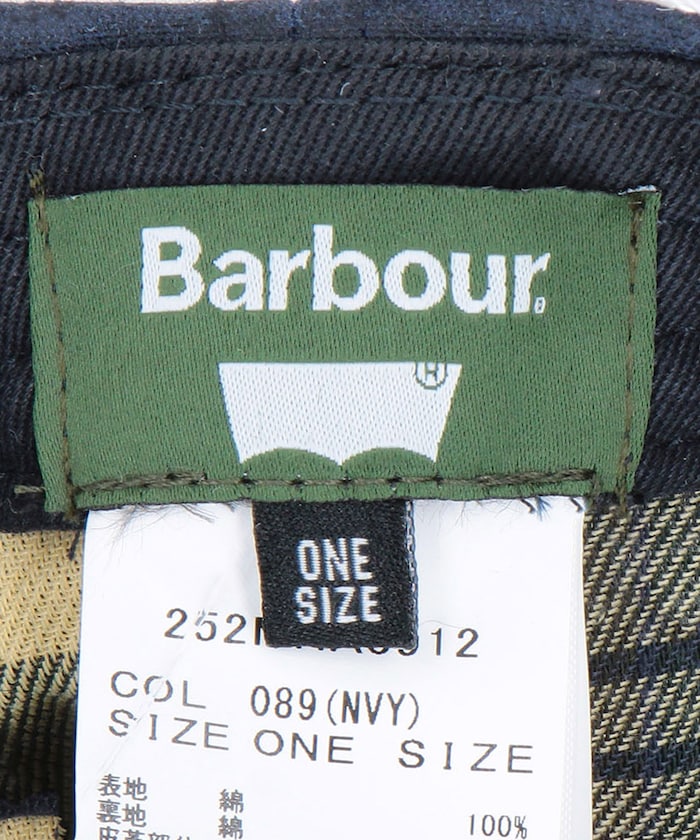 Barbour
®
ONE
SIZE
COL 089(NVY)
SIZE ONE SIZE
表地 綿
裏地 綿 100%